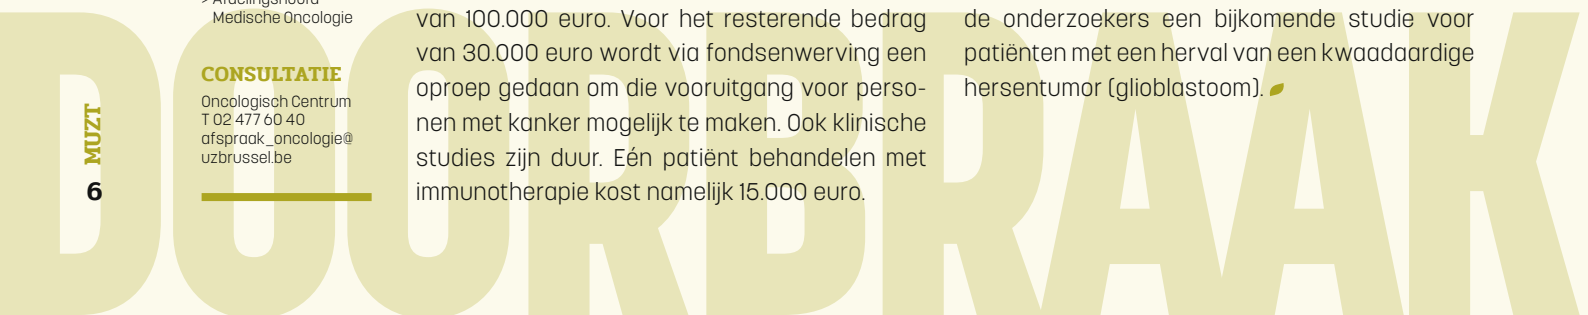 Medische Oncologie
CONSULTATIE
Oncologisch Centrum
T 02 477 60 40
afspraak_oncologie@
uzbrussel.be
MUZT
6
van 100.000 euro. Voor het resterende bedrag
van 30.000 euro wordt via fondsenwerving een
oproep gedaan om die vooruitgang voor perso-
nen met kanker mogelijk te maken. Ook klinische
studies zijn duur. Eén patiënt behandelen met
immunotherapie kost namelijk 15.000 euro.
de onderzoekers een bijkomende studie voor
patiënten met een herval van een kwaadaardige
hersentumor (glioblastoom).
DOORBRAAK